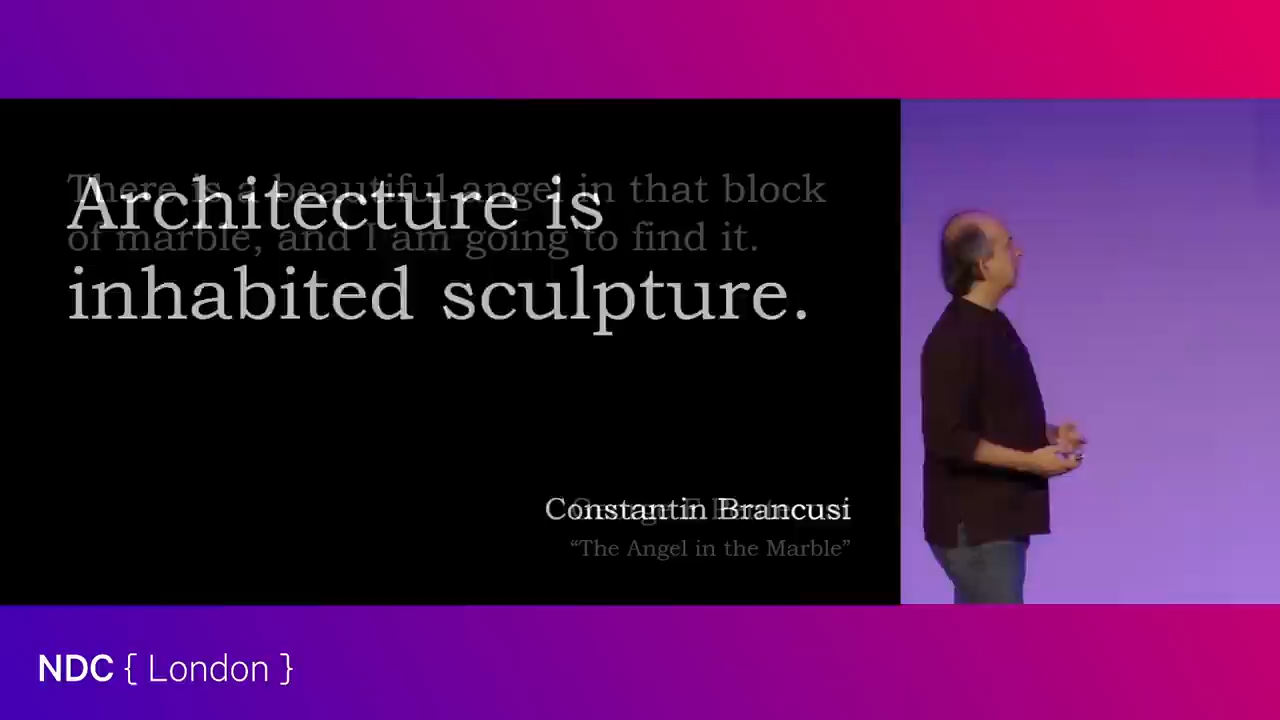 Architecture is
inhabited sculpture.
There is a beautiful angel in that block
of marble, and I am going to find it.
Constantin Brancusi
George F
“The Angel in the Marble”
NDC { London }